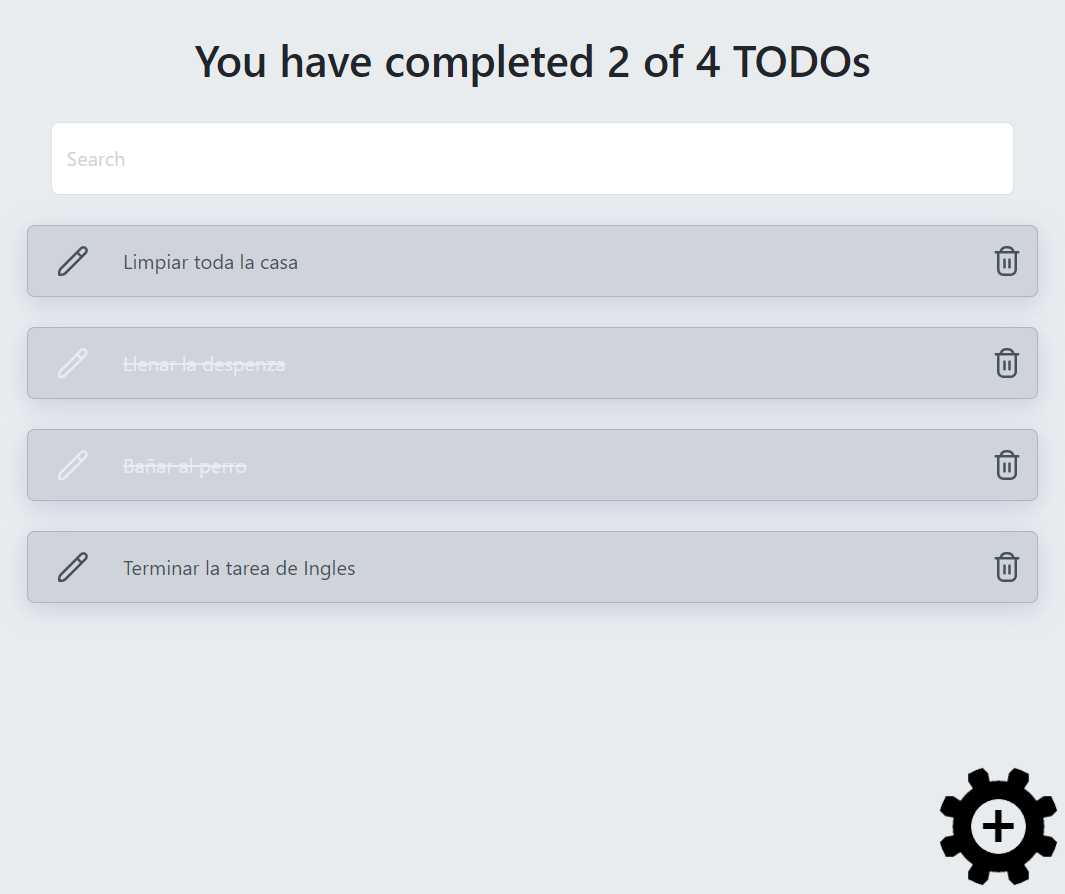 You have completed 2 of 4 TODOs
Search
Limpiar toda la casa
Llenar la despenza
Bañar al perro
Terminar la tarea de Ingles